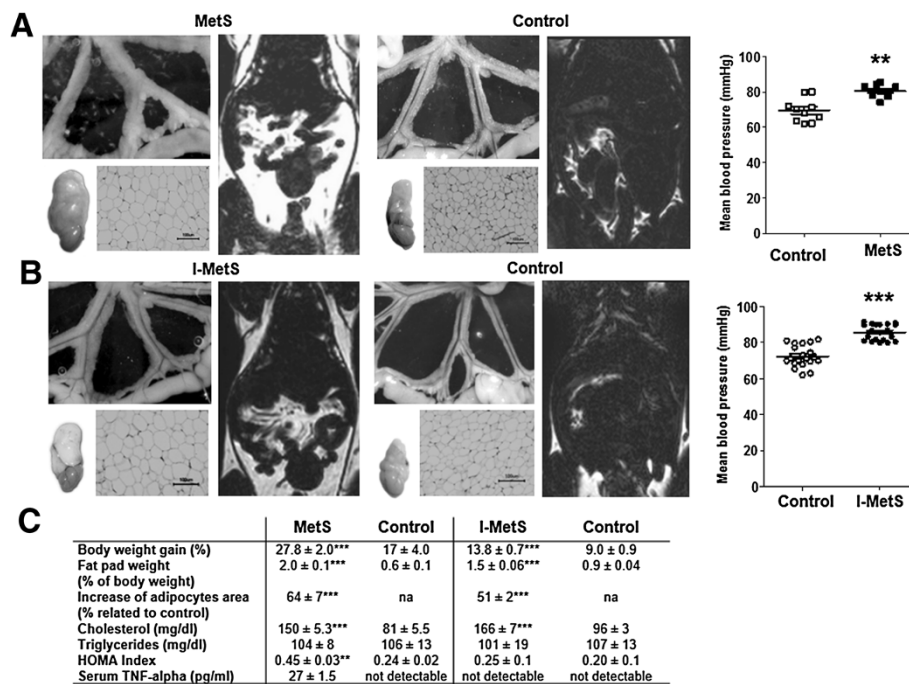 A
MetS
Control
Mean blood pressure (mmHg)
100
80
60
40
20
0
**
Control
MetS
B
I-MetS
Control
Mean blood pressure (mmHg)
100
80
60
40
20
0
***
Control
I-MetS
C
MetS Control I-MetS Control
Body weight gain (%) 27.8 ± 2.0*** 17 ± 4.0 13.8 ± 0.7*** 9.0 ± 0.9
Fat pad weight 2.0 ± 0.1*** 0.6 ± 0.1 1.5 ± 0.06*** 0.9 ± 0.04
(% of body weight)
Increase of adipocytes area 64 ± 7*** na 51 ± 2*** na
(% related to control)
Cholesterol (mg/dl) 150 ± 5.3*** 81 ± 5.5 166 ± 7*** 96 ± 3
Triglycerides (mg/dl) 104 ± 8 106 ± 13 101 ± 19 107 ± 13
HOMA Index 0.45 ± 0.03** 0.24 ± 0.02 0.25 ± 0.1 0.20 ± 0.1
Serum TNF-alpha (pg/ml) 27 ± 1.5 not detectable not detectable not detectable